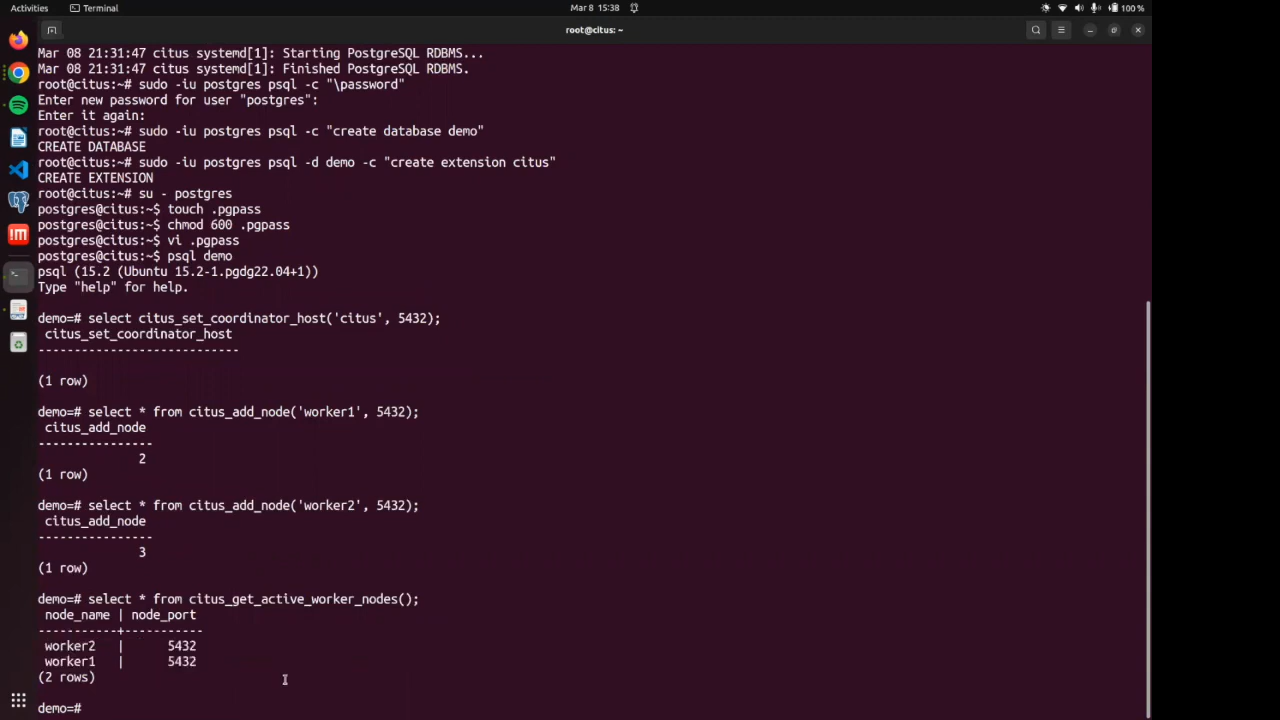 Activities
Terminal
Mar 8 15:38
100 %
root@citus: ~
Mar 08 21:31:47 citus systemd[1]: Starting PostgreSQL RDBMS...
Mar 08 21:31:47 citus systemd[1]: Finished PostgreSQL RDBMS.
root@citus:~# sudo -iu postgres psql -c "\password"
Enter new password for user "postgres":
Enter it again:
root@citus:~# sudo -iu postgres psql -c "create database demo"
CREATE DATABASE
root@citus:~# sudo -iu postgres psql -d demo -c "create extension citus"
CREATE EXTENSION
root@citus:~# su - postgres
postgres@citus:~$ touch .pgpass
postgres@citus:~$ chmod 600 .pgpass
postgres@citus:~$ vi .pgpass
postgres@citus:~$ psql demo
psql (15.2 (Ubuntu 15.2-1.pgdg22.04+1))
Type "help" for help.
demo=# select citus_set_coordinator_host('citus', 5432);
citus_set_coordinator_host
----------------------------
(1 row)
demo=# select * from citus_add_node('worker1', 5432);
citus_add_node
----------------
2
(1 row)
demo=# select * from citus_add_node('worker2', 5432);
citus_add_node
----------------
3
(1 row)
demo=# select * from citus_get_active_worker_nodes();
node_name | node_port
-----------+-----------
worker2   |      5432
worker1   |      5432
(2 rows)
demo=#